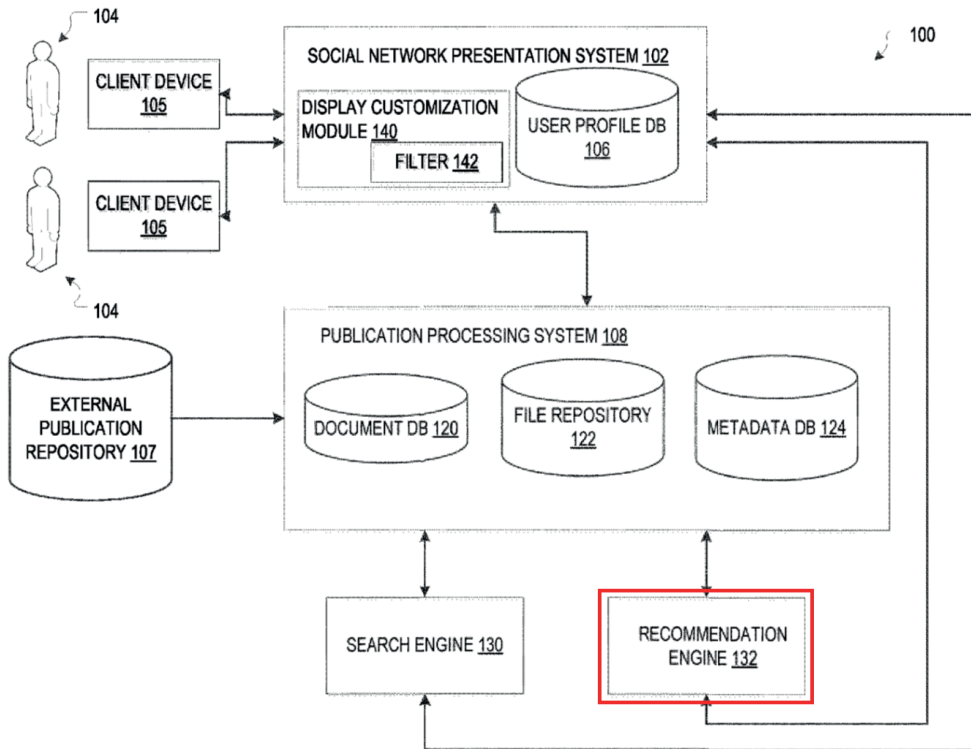 104
100
SOCIAL NETWORK PRESENTATION SYSTEM 102
CLIENT DEVICE
105
DISPLAY CUSTOMIZATION
MODULE 140
FILTER 142
USER PROFILE DB
106
CLIENT DEVICE
105
104
PUBLICATION PROCESSING SYSTEM 108
EXTERNAL
PUBLICATION
REPOSITORY 107
DOCUMENT DB 120
FILE REPOSITORY
122
METADATA DB 124
SEARCH ENGINE 130
RECOMMENDATION
ENGINE 132